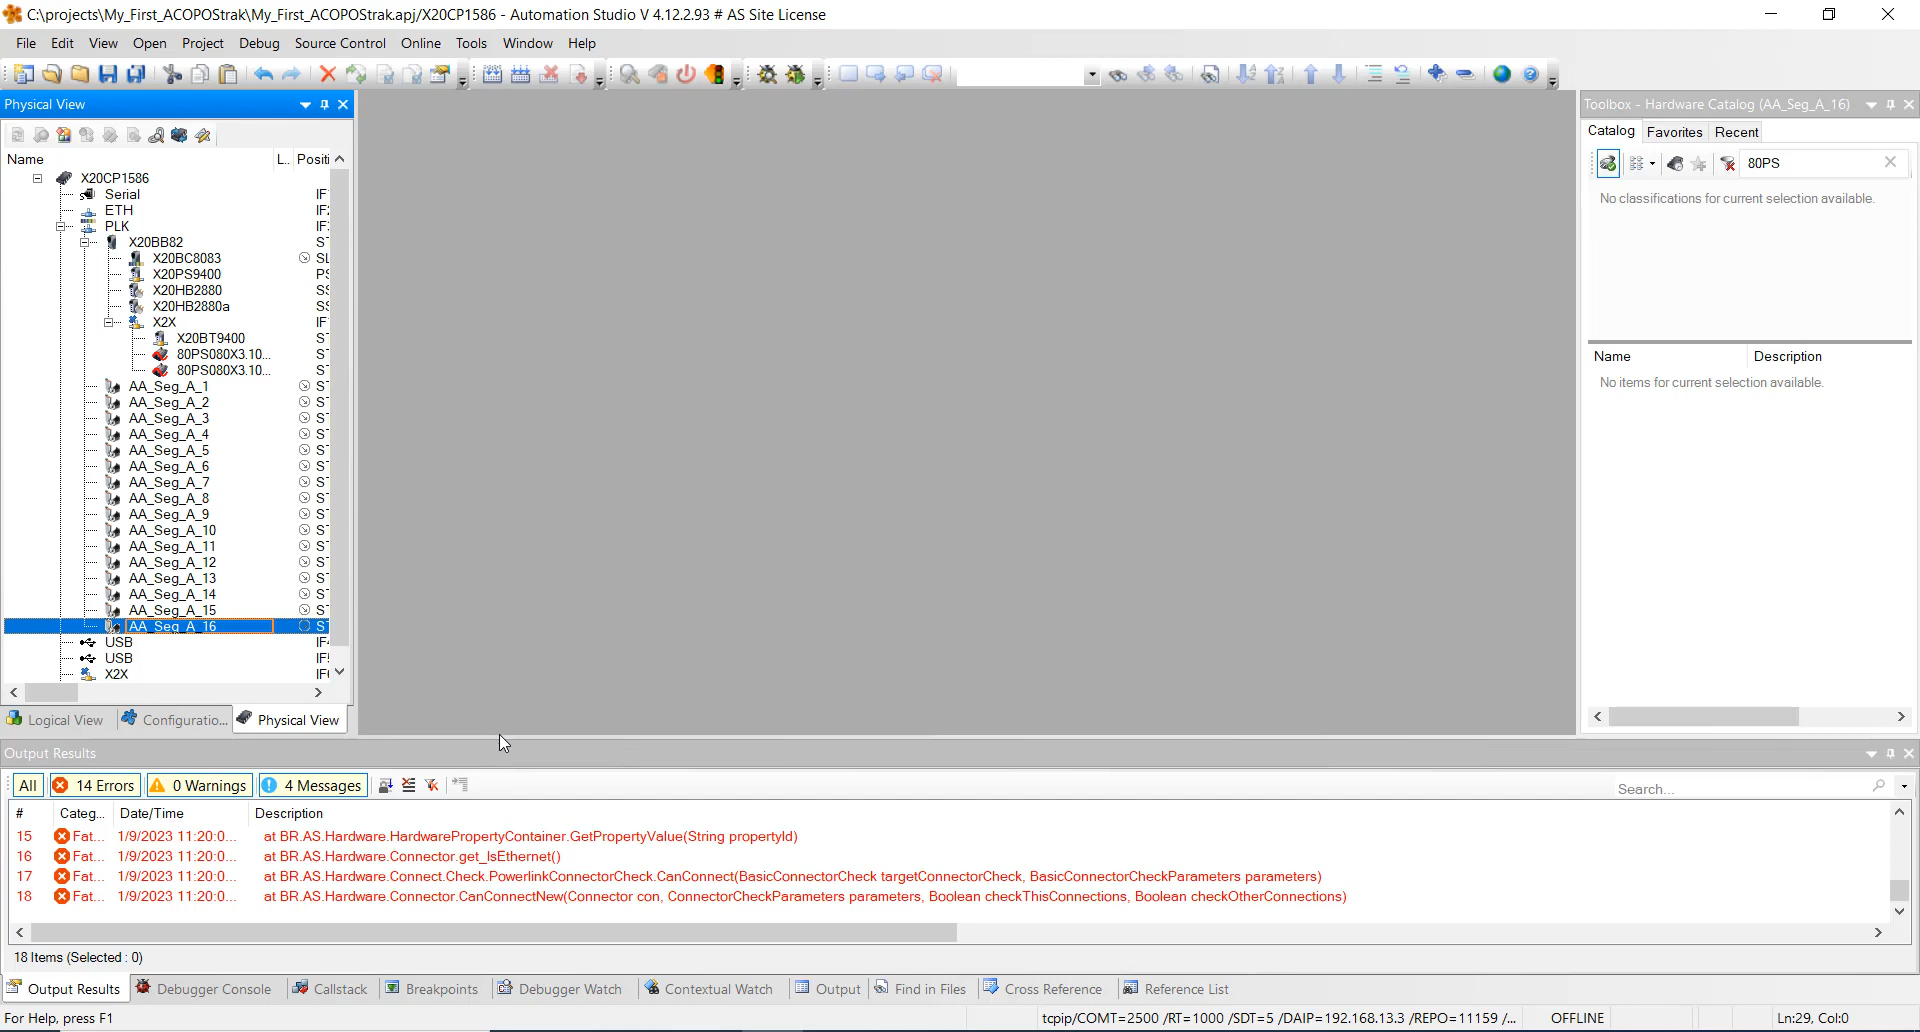 C:\projects\My_First_ACOPOStrak\My_First_ACOPOStrak.apj/X20CP1586 - Automation Studio V 4.12.2.93 # AS Site License
File Edit View Open Project Debug Source Control Online Tools Window Help
Physical View
Name L.. Positi
X20CP1586
Serial IF
ETH IF
PLK IF
X20BB82 S
X20BC8083 SL
X20PS9400 PS
X20HB2880 SS
X20HB2880a SS
X2X IF
X20BT9400 S
80PS080X3.10... S
80PS080X3.10... S
AA_Seg_A_1 S
AA_Seg_A_2 S
AA_Seg_A_3 S
AA_Seg_A_4 S
AA_Seg_A_5 S
AA_Seg_A_6 S
AA_Seg_A_7 S
AA_Seg_A_8 S
AA_Seg_A_9 S
AA_Seg_A_10 S
AA_Seg_A_11 S
AA_Seg_A_12 S
AA_Seg_A_13 S
AA_Seg_A_14 S
AA_Seg_A_15 S
AA_Seg_A_16 S
USB IF
USB IF
X2X IF
Logical View Configuratio... Physical View
Toolbox - Hardware Catalog (AA_Seg_A_16)
Catalog Favorites Recent
80PS
No classifications for current selection available.
Name Description
No items for current selection available.
Output Results
All 14 Errors 0 Warnings 4 Messages Search...
# Categ... Date/Time Description
15 Fat... 1/9/2023 11:20:0... at BR.AS.Hardware.HardwarePropertyContainer.GetPropertyValue(String propertyId)
16 Fat... 1/9/2023 11:20:0... at BR.AS.Hardware.Connector.get_IsEthernet()
17 Fat... 1/9/2023 11:20:0... at BR.AS.Hardware.Connect.Check.PowerlinkConnectorCheck.CanConnect(BasicConnectorCheck targetConnectorCheck, BasicConnectorCheckParameters parameters)
18 Fat... 1/9/2023 11:20:0... at BR.AS.Hardware.Connector.CanConnectNew(Connector con, ConnectorCheckParameters parameters, Boolean checkThisConnections, Boolean checkOtherConnections)
18 Items (Selected : 0)
Output Results Debugger Console Callstack Breakpoints Debugger Watch Contextual Watch Output Find in Files Cross Reference Reference List
For Help, press F1 tcpip/COMT=2500 /RT=1000 /SDT=5 /DAIP=192.168.13.3 /REPO=11159 /... OFFLINE Ln:29, Col:0